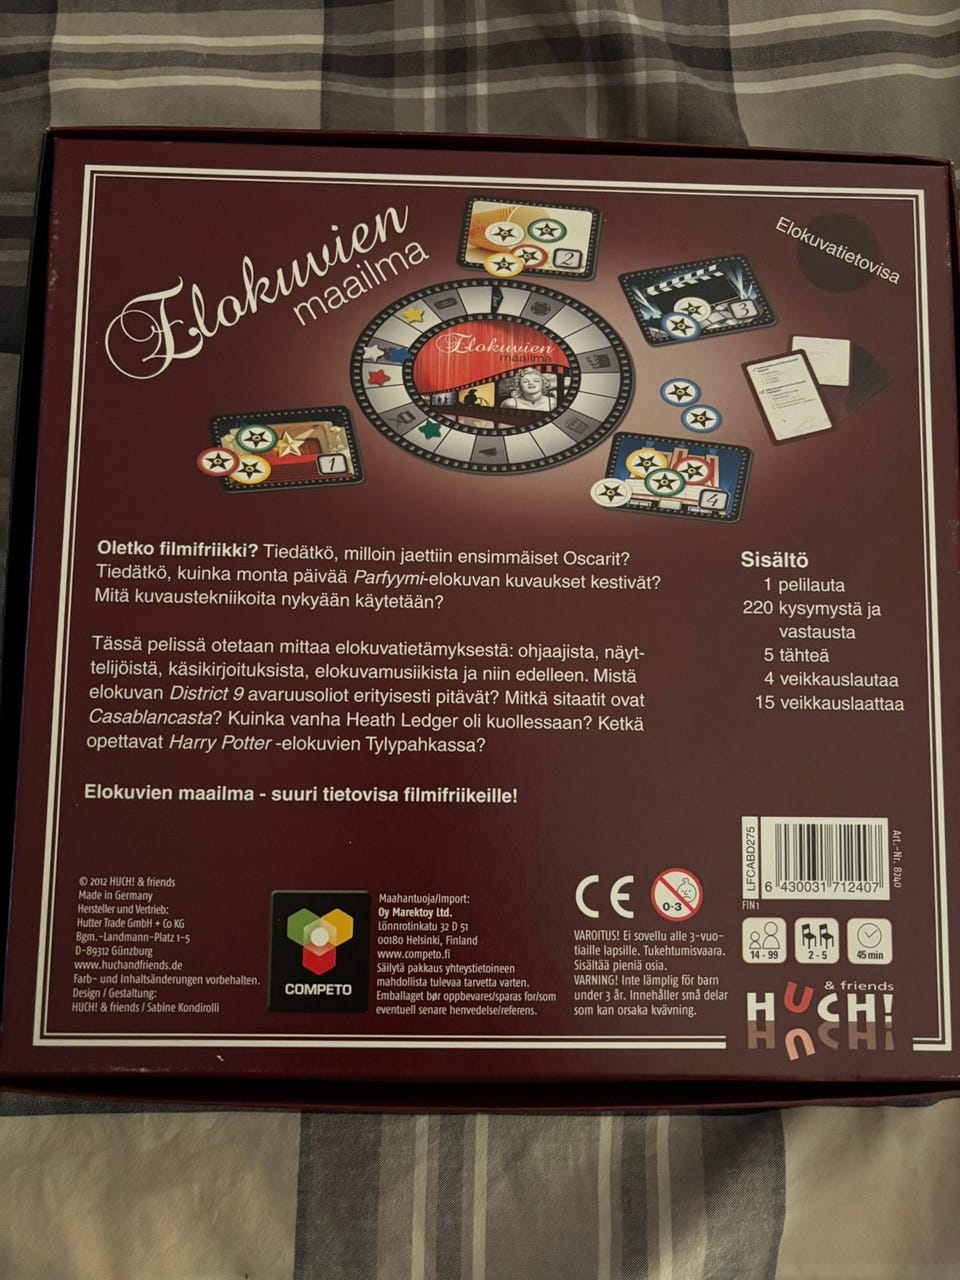 Elokuvien
maailma
Elokuvatietovisa
2
3
Elokuvien
maailma
1
4
Oletko filmifriikki? Tiedätkö, milloin jaettiin ensimmäiset Oscarit?
Tiedätkö, kuinka monta päivää Parfyymi-elokuvan kuvaukset kestivät?
Mitä kuvaustekniikoita nykyään käytetään?
Tässä pelissä otetaan mittaa elokuvatietämyksestä: ohjaajista, näyt-
telijöistä, käsikirjoituksista, elokuvamusiikista ja niin edelleen. Mistä
elokuvan District 9 avaruusoliot erityisesti pitävät? Mitkä sitaatit ovat
Casablancasta? Kuinka vanha Heath Ledger oli kuollessaan? Ketkä
opettavat Harry Potter -elokuvien Tylypahkassa?
Elokuvien maailma - suuri tietovisa filmifriikeille!
Sisältö
1 pelilauta
220 kysymystä ja
vastausta
5 tähteä
4 veikkauslautaa
15 veikkauslaattaa
© 2012 HUCH! & friends
Made in Germany
Hersteller und Vertrieb:
Hutter Trade GmbH + Co KG
Bgm.-Landmann-Platz 1-5
D-89312 Günzburg
www.huchandfriends.de
Farb- und Inhaltsänderungen vorbehalten.
Design / Gestaltung:
HUCH! & friends / Sabine Kondirolli
COMPETO
Maahantuoja/Import:
Oy Marektoy Ltd.
Lönnrotinkatu 32 D 51
00180 Helsinki, Finland
www.competo.fi
Säilytä pakkaus yhteystietoineen
mahdollista tulevaa tarvetta varten.
Emballaget bør oppbevares/sparas for/som
eventuell senare henvedelse/referens.
CE
0-3
VAROITUS! Ei sovellu alle 3-vuo-
tiaille lapsille. Tukehtumisvaara.
Sisältää pieniä osia.
VARNING! Inte lämplig för barn
under 3 år. Innehåller små delar
som kan orsaka kvävning.
LFCABD275
6 430031 712407
Art.-Nr. 8240
FIN1
14 - 99
2 - 5
45 min
& friends
HUCH!